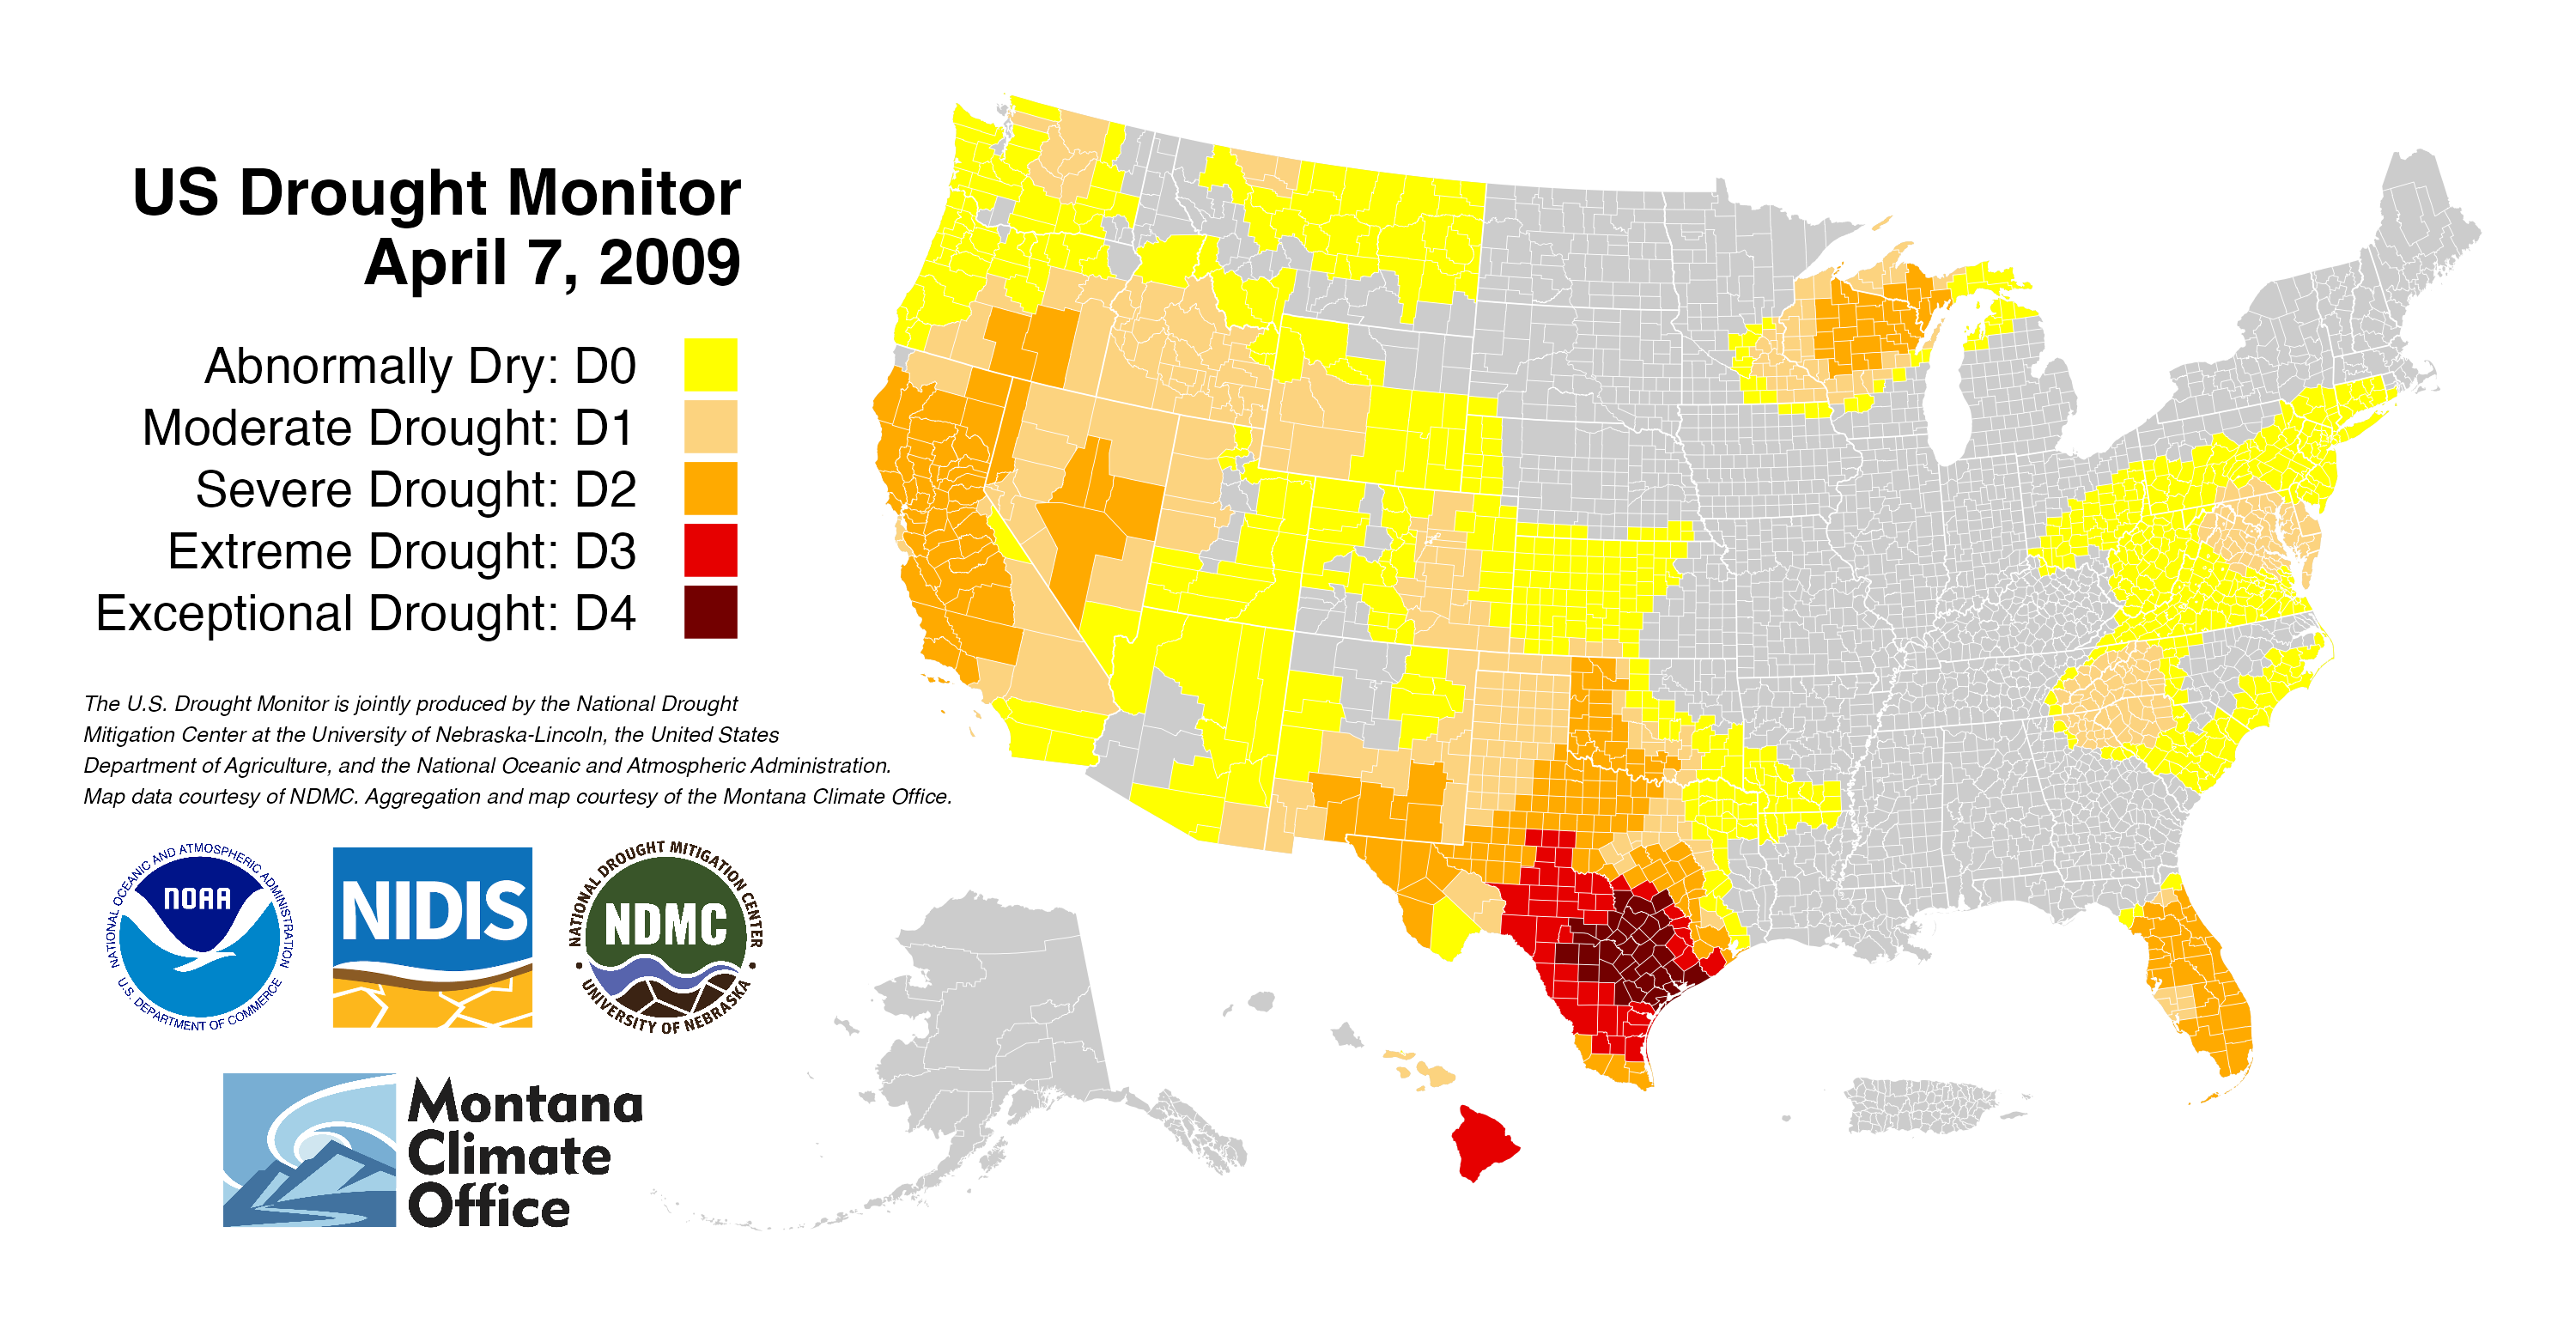 US Drought Monitor
April 7, 2009
Abnormally Dry: D0
Moderate Drought: D1
Severe Drought: D2
Extreme Drought: D3
Exceptional Drought: D4
The U.S. Drought Monitor is jointly produced by the National Drought
Mitigation Center at the University of Nebraska-Lincoln, the United States
Department of Agriculture, and the National Oceanic and Atmospheric Administration.
Map data courtesy of NDMC. Aggregation and map courtesy of the Montana Climate Office.
NATIONAL OCEANIC AND ATMOSPHERIC ADMINISTRATION
NOAA
U.S. DEPARTMENT OF COMMERCE
NIDIS
NATIONAL DROUGHT MITIGATION CENTER
NDMC
UNIVERSITY OF NEBRASKA
Montana
Climate
Office